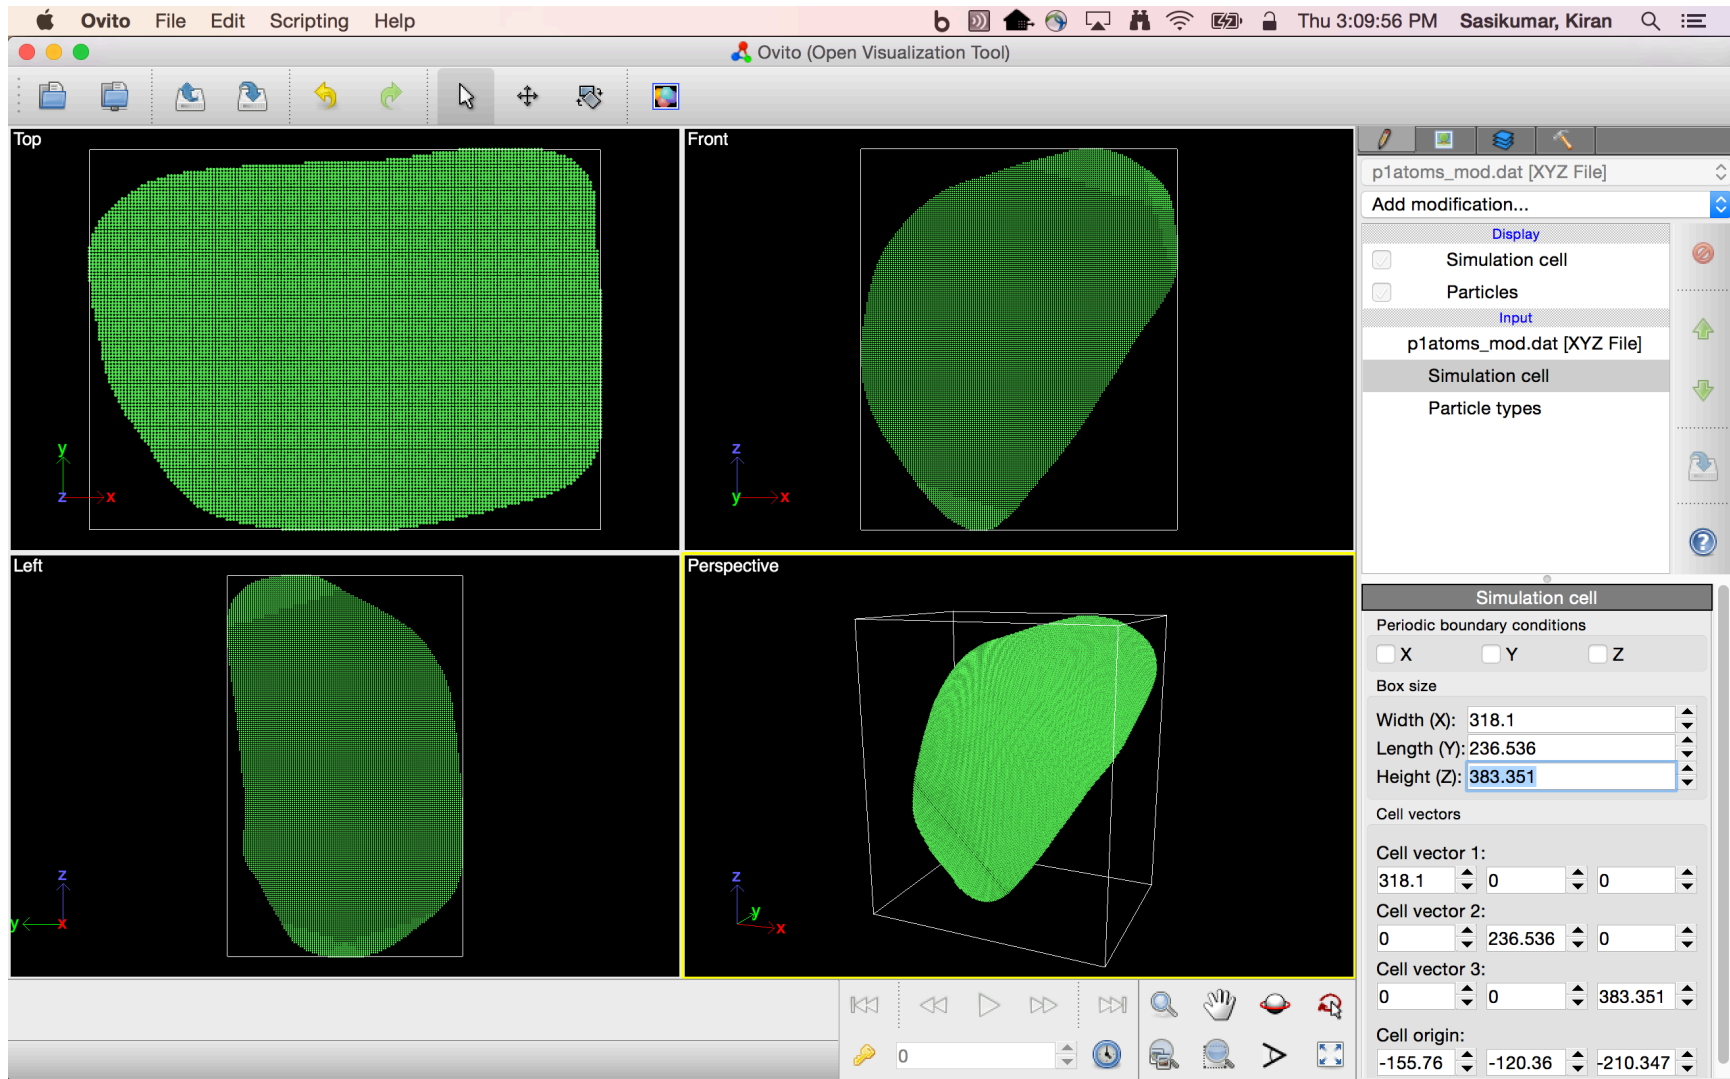 Ovito File Edit Scripting Help Thu 3:09:56 PM Sasikumar, Kiran
Ovito (Open Visualization Tool)
Top
y
z
x
Front
z
y
x
Left
z
y
x
Perspective
z
y
x
p1atoms_mod.dat [XYZ File]
Add modification...
Display
Simulation cell
Particles
Input
p1atoms_mod.dat [XYZ File]
Simulation cell
Particle types
Simulation cell
Periodic boundary conditions
X Y Z
Box size
Width (X): 318.1
Length (Y): 236.536
Height (Z): 383.351
Cell vectors
Cell vector 1:
318.1 0 0
Cell vector 2:
0 236.536 0
Cell vector 3:
0 0 383.351
Cell origin:
-155.76 -120.36 -210.347
0